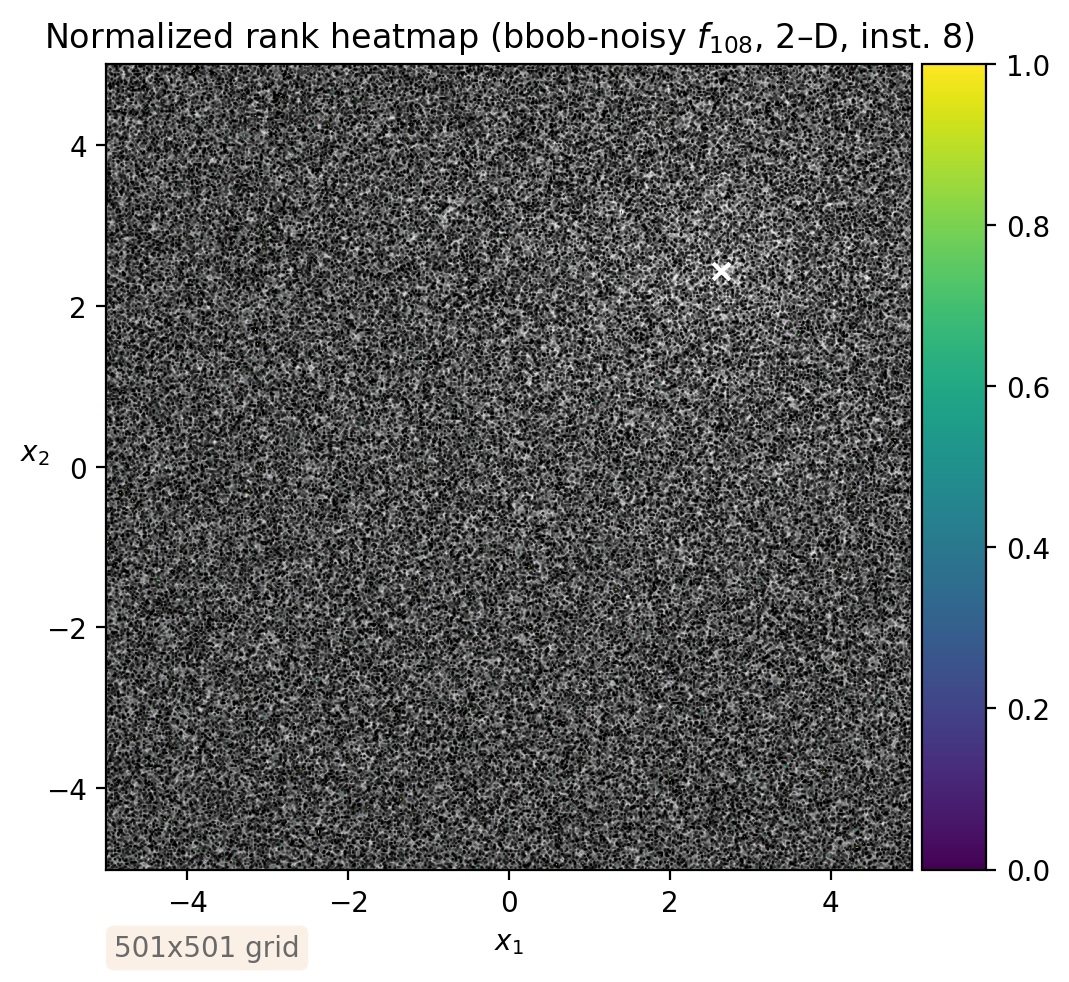 Normalized rank heatmap (bbob-noisy f₁₀₈, 2–D, inst. 8)
1.0
0.8
0.6
0.4
0.2
0.0
4
2
0
−2
−4
x₂
−4 −2 0 2 4
x₁
501x501 grid